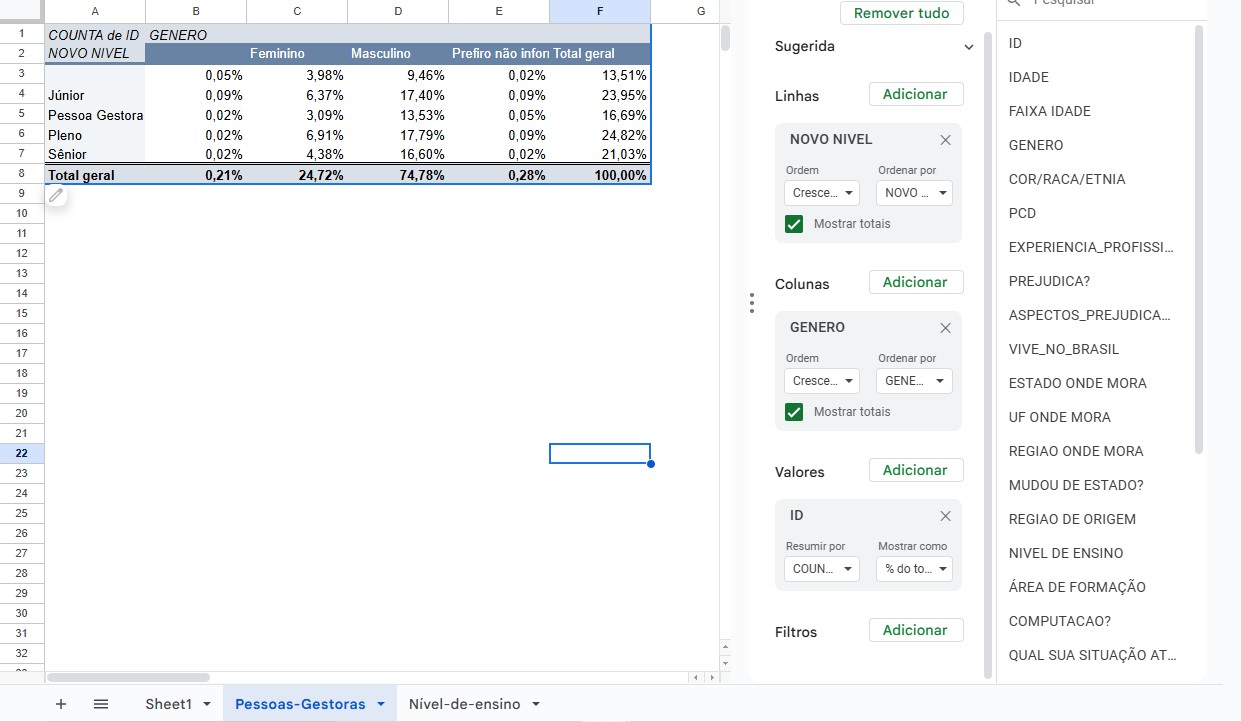 A B C D E F G
1 COUNTA de ID GENERO
2 NOVO NIVEL Feminino Masculino Prefiro não infon Total geral
3 0,05% 3,98% 9,46% 0,02% 13,51%
4 Júnior 0,09% 6,37% 17,40% 0,09% 23,95%
5 Pessoa Gestora 0,02% 3,09% 13,53% 0,05% 16,69%
6 Pleno 0,02% 6,91% 17,79% 0,09% 24,82%
7 Sênior 0,02% 4,38% 16,60% 0,02% 21,03%
8 Total geral 0,21% 24,72% 74,78% 0,28% 100,00%
9
10
11
12
13
14
15
16
17
18
19
20
21
22
23
24
25
26
27
28
29
30
31
32
Remover tudo
Sugerida
Linhas Adicionar
NOVO NIVEL
Ordem Ordenar por
Cresce... NOVO ...
Mostrar totais
Colunas Adicionar
GENERO
Ordem Ordenar por
Cresce... GENE...
Mostrar totais
Valores Adicionar
ID
Resumir por Mostrar como
COUN... % do to...
Filtros Adicionar
Pesquisar
ID
IDADE
FAIXA IDADE
GENERO
COR/RACA/ETNIA
PCD
EXPERIENCIA_PROFISSI...
PREJUDICA?
ASPECTOS_PREJUDICA...
VIVE_NO_BRASIL
ESTADO ONDE MORA
UF ONDE MORA
REGIAO ONDE MORA
MUDOU DE ESTADO?
REGIAO DE ORIGEM
NIVEL DE ENSINO
ÁREA DE FORMAÇÃO
COMPUTACAO?
QUAL SUA SITUAÇÃO AT...
Sheet1 Pessoas-Gestoras Nível-de-ensino